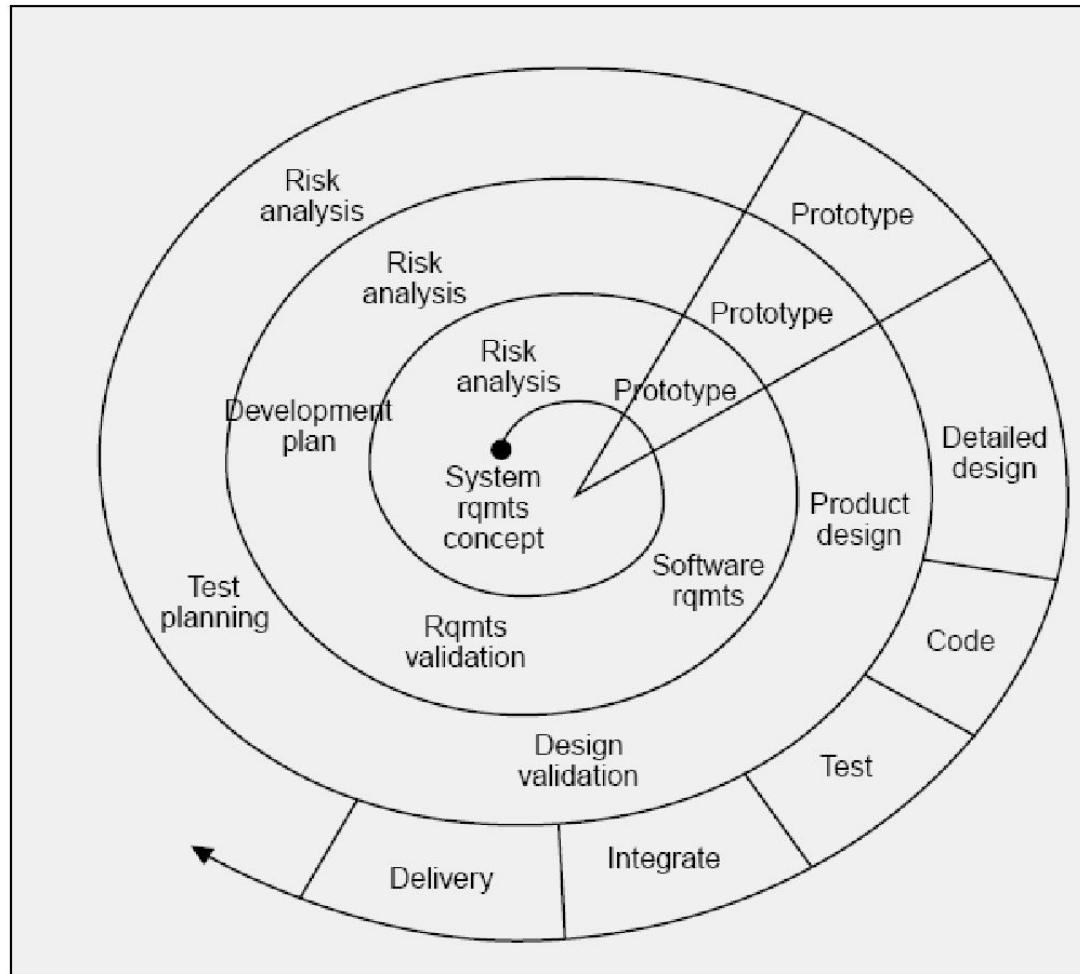 Risk
analysis
Prototype
Risk
analysis
Prototype
Risk
analysis
Prototype
Development
plan
Detailed
design
System
rqmts
concept
Product
design
Software
rqmts
Test
planning
Rqmts
validation
Code
Design
validation
Test
Integrate
Delivery